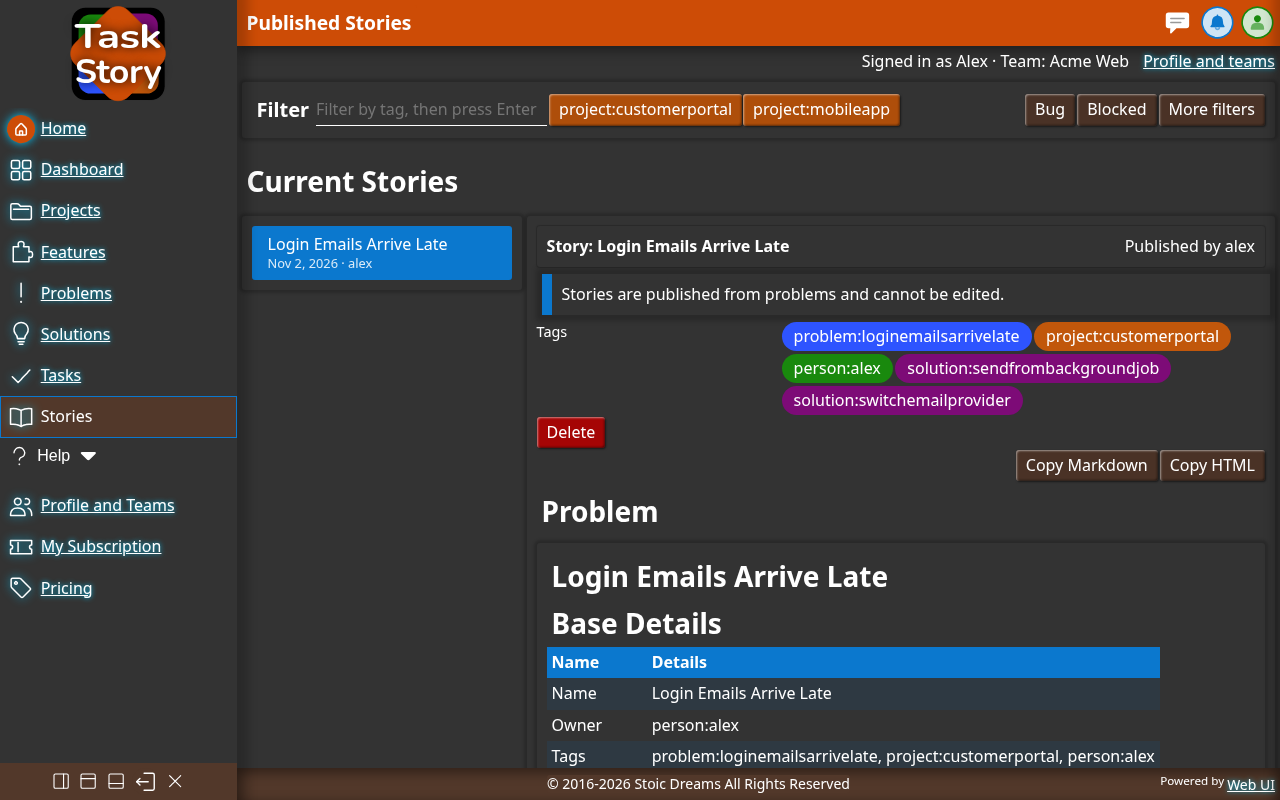 Task
Story
Home
Dashboard
Projects
Features
Problems
Solutions
Tasks
Stories
Help
Profile and Teams
My Subscription
Pricing
Published Stories
Signed in as Alex · Team: Acme Web Profile and teams
Filter Filter by tag, then press Enter project:customerportal project:mobileapp Bug Blocked More filters
Current Stories
Login Emails Arrive Late
Nov 2, 2026 · alex
Story: Login Emails Arrive Late Published by alex
Stories are published from problems and cannot be edited.
Tags problem:loginemailsarrivelate project:customerportal
person:alex solution:sendfrombackgroundjob
solution:switchemailprovider
Delete
Copy Markdown Copy HTML
Problem
Login Emails Arrive Late
Base Details
Name Details
Name Login Emails Arrive Late
Owner person:alex
Tags problem:loginemailsarrivelate, project:customerportal, person:alex
© 2016-2026 Stoic Dreams All Rights Reserved Powered by Web UI